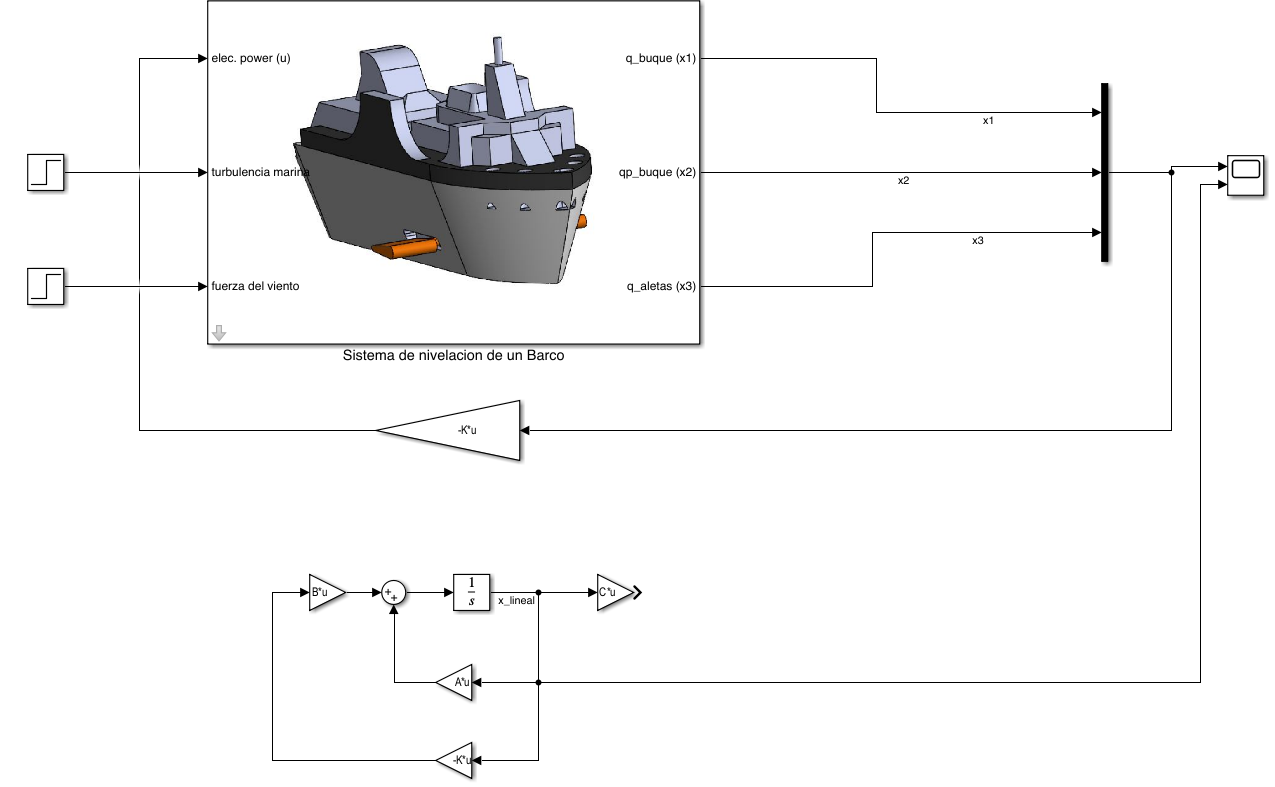 elec. power (u)
q_buque (x1)
x1
turbulencia marina
qp_buque (x2)
x2
x3
fuerza del viento
q_aletas (x3)
Sistema de nivelacion de un Barco
-K*u
B*u
+
+
1
s
x_lineal
C*u
A*u
-K*u